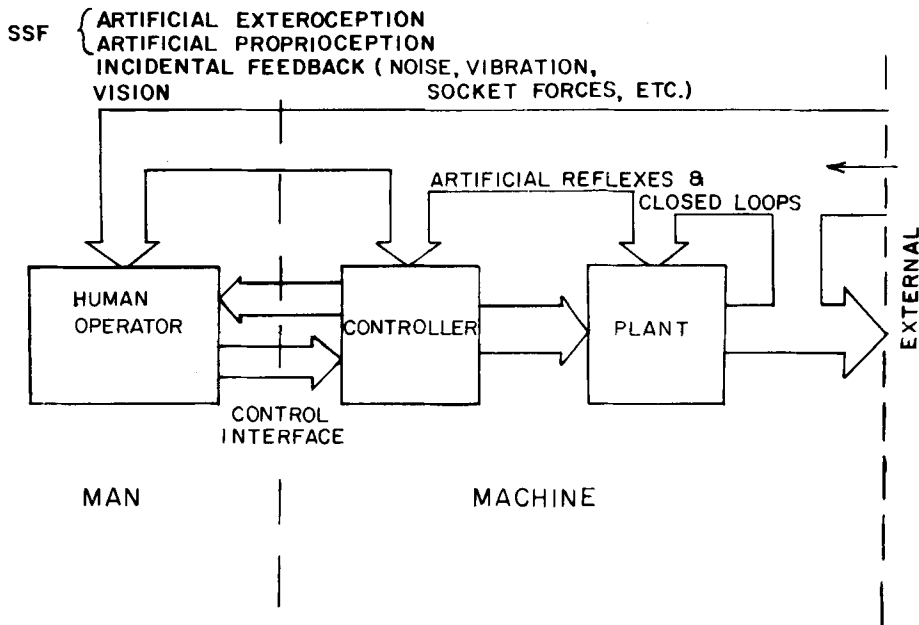 SSF { ARTIFICIAL EXTEROCEPTION
ARTIFICIAL PROPRIOCEPTION
INCIDENTAL FEEDBACK ( NOISE, VIBRATION,
VISION SOCKET FORCES, ETC.)
ARTIFICIAL REFLEXES &
CLOSED LOOPS
HUMAN
OPERATOR
CONTROLLER
PLANT
EXTERNAL
CONTROL
INTERFACE
MAN
MACHINE